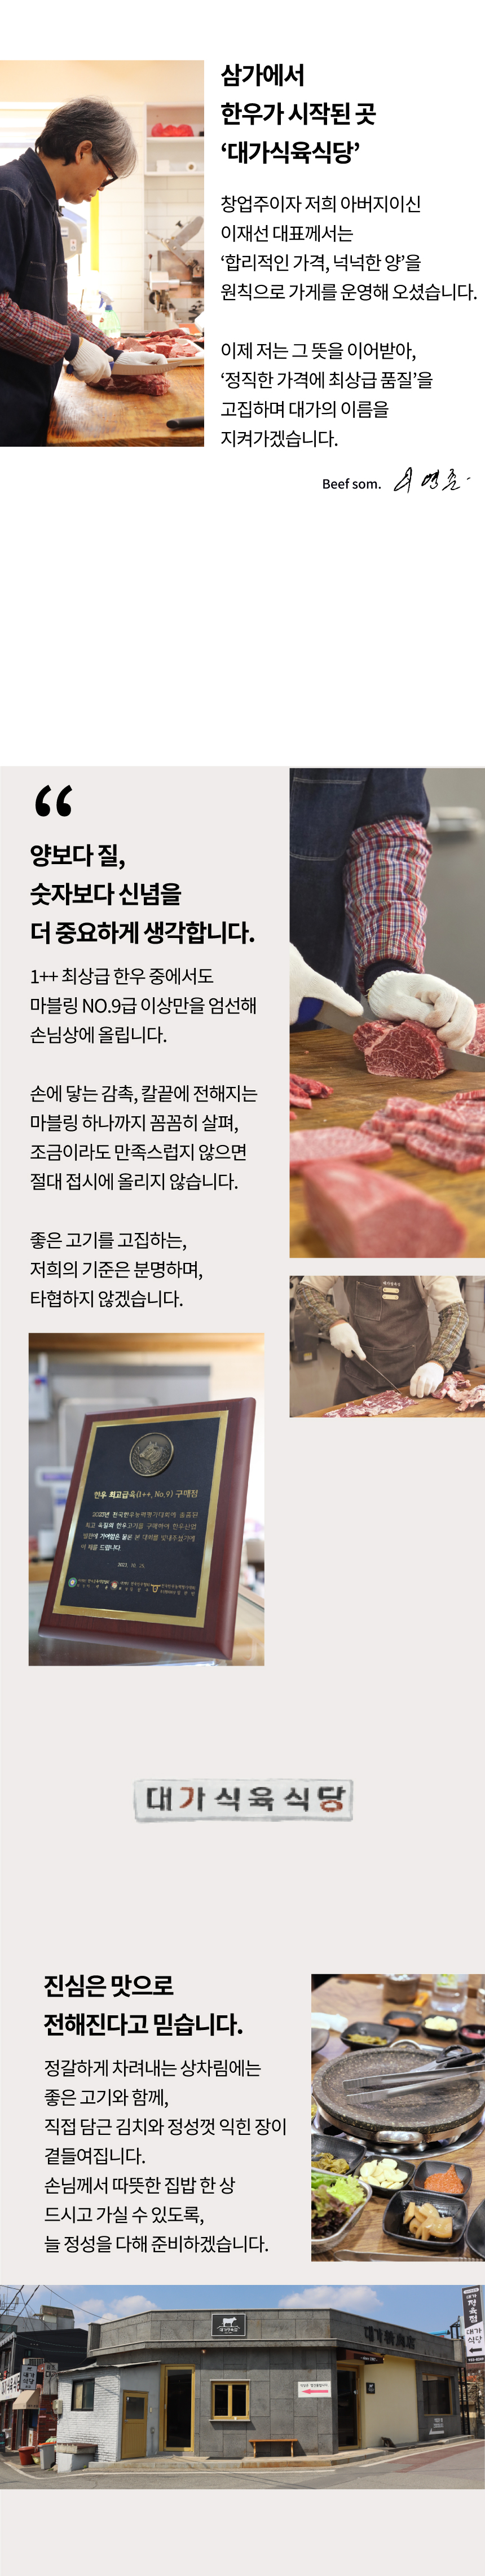 삼가에서
한우가 시작된 곳
‘대가식육식당’
창업주이자 저희 아버지이신
이재선 대표께서는
‘합리적인 가격, 넉넉한 양’을
원칙으로 가게를 운영해 오셨습니다.
이제 저는 그 뜻을 이어받아,
‘정직한 가격에 최상급 품질’을
고집하며 대가의 이름을
지켜가겠습니다.
Beef som.
“
양보다 질,
숫자보다 신념을
더 중요하게 생각합니다.
1++ 최상급 한우 중에서도
마블링 NO.9급 이상만을 엄선해
손님상에 올립니다.
손에 닿는 감촉, 칼끝에 전해지는
마블링 하나까지 꼼꼼히 살펴,
조금이라도 만족스럽지 않으면
절대 접시에 올리지 않습니다.
좋은 고기를 고집하는,
저희의 기준은 분명하며,
타협하지 않겠습니다.
한우 최고급육(1++, No.9) 구매점
대가식육식당
진심은 맛으로
전해진다고 믿습니다.
정갈하게 차려내는 상차림에는
좋은 고기와 함께,
직접 담근 김치와 정성껏 익힌 장이
곁들여집니다.
손님께서 따뜻한 집밥 한 상
드시고 가실 수 있도록,
늘 정성을 다해 준비하겠습니다.
대가
식당